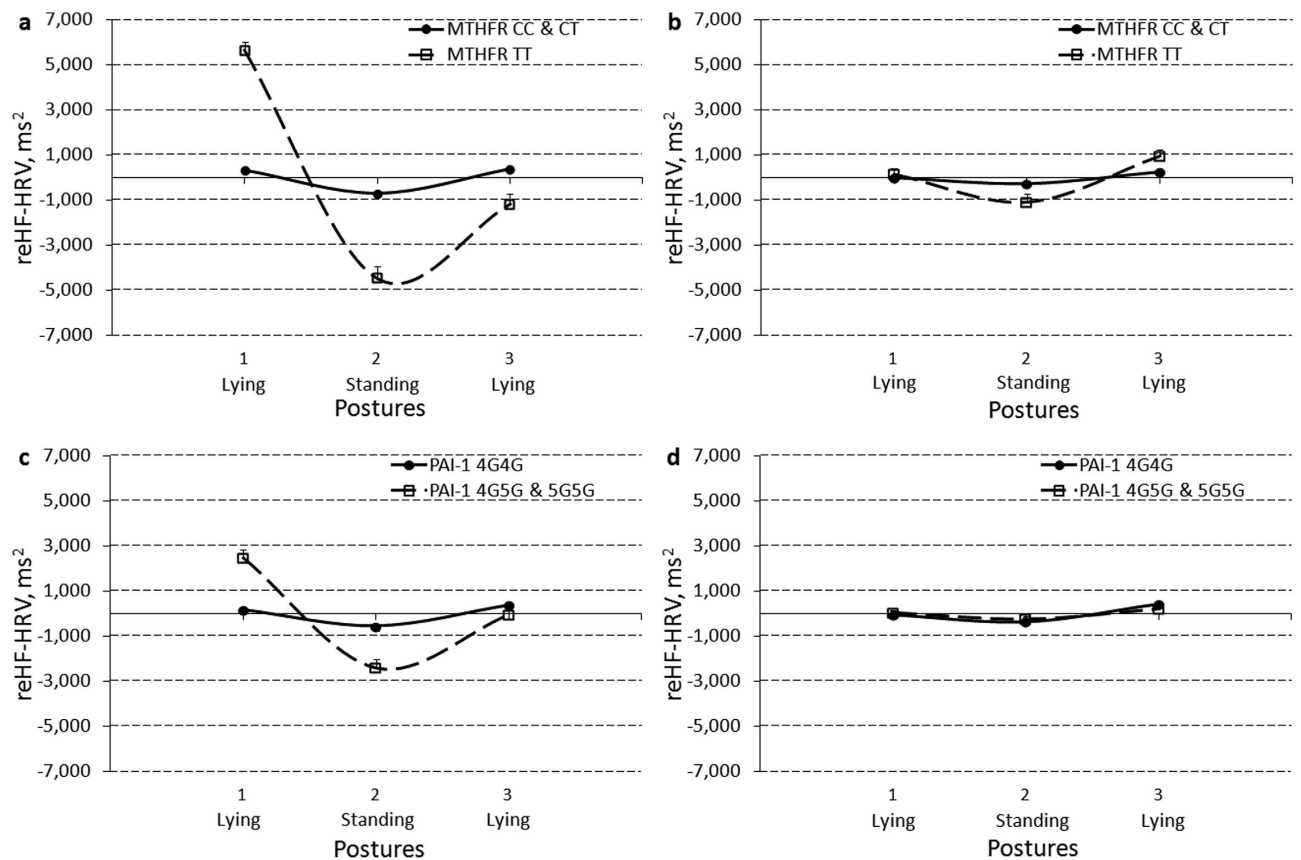 a
7,000
5,000
3,000
1,000
-1,000
-3,000
-5,000
-7,000
reHF-HRV, ms²
MTHFR CC & CT
MTHFR TT
1 2 3
Lying Standing Lying
Postures
b
7,000
5,000
3,000
1,000
-1,000
-3,000
-5,000
-7,000
reHF-HRV, ms²
MTHFR CC & CT
MTHFR TT
1 2 3
Lying Standing Lying
Postures
c
7,000
5,000
3,000
1,000
-1,000
-3,000
-5,000
-7,000
reHF-HRV, ms²
PAI-1 4G4G
PAI-1 4G5G & 5G5G
1 2 3
Lying Standing Lying
Postures
d
7,000
5,000
3,000
1,000
-1,000
-3,000
-5,000
-7,000
reHF-HRV, ms²
PAI-1 4G4G
PAI-1 4G5G & 5G5G
1 2 3
Lying Standing Lying
Postures